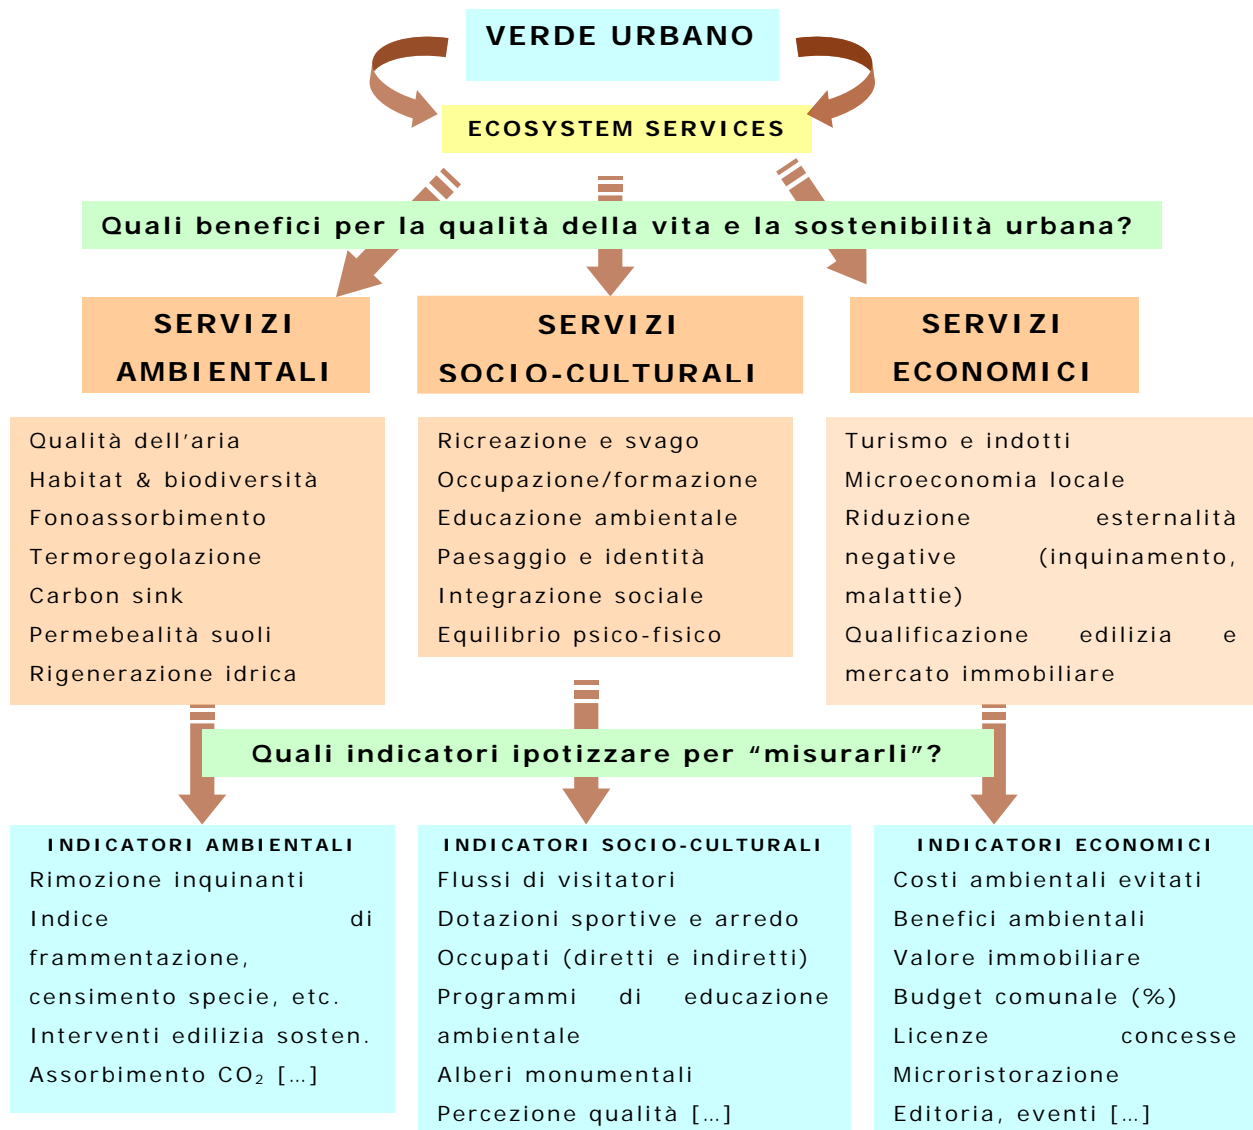 VERDE URBANO
ECOSYSTEM SERVICES
Quali benefici per la qualità della vita e la sostenibilità urbana?
SERVIZI
AMBIENTALI
SERVIZI
SOCIO-CULTURALI
SERVIZI
ECONOMICI
Qualità dell’aria
Habitat & biodiversità
Fonoassorbimento
Termoregolazione
Carbon sink
Permebealità suoli
Rigenerazione idrica
Ricreazione e svago
Occupazione/formazione
Educazione ambientale
Paesaggio e identità
Integrazione sociale
Equilibrio psico-fisico
Turismo e indotti
Microeconomia locale
Riduzione esternalità
negative (inquinamento,
malattie)
Qualificazione edilizia e
mercato immobiliare
Quali indicatori ipotizzare per “misurarli”?
INDICATORI AMBIENTALI
Rimozione inquinanti
Indice di
frammentazione,
censimento specie, etc.
Interventi edilizia sosten.
Assorbimento CO₂ […]
INDICATORI SOCIO-CULTURALI
Flussi di visitatori
Dotazioni sportive e arredo
Occupati (diretti e indiretti)
Programmi di educazione
ambientale
Alberi monumentali
Percezione qualità […]
INDICATORI ECONOMICI
Costi ambientali evitati
Benefici ambientali
Valore immobiliare
Budget comunale (%)
Licenze concesse
Microristorazione
Editoria, eventi […]